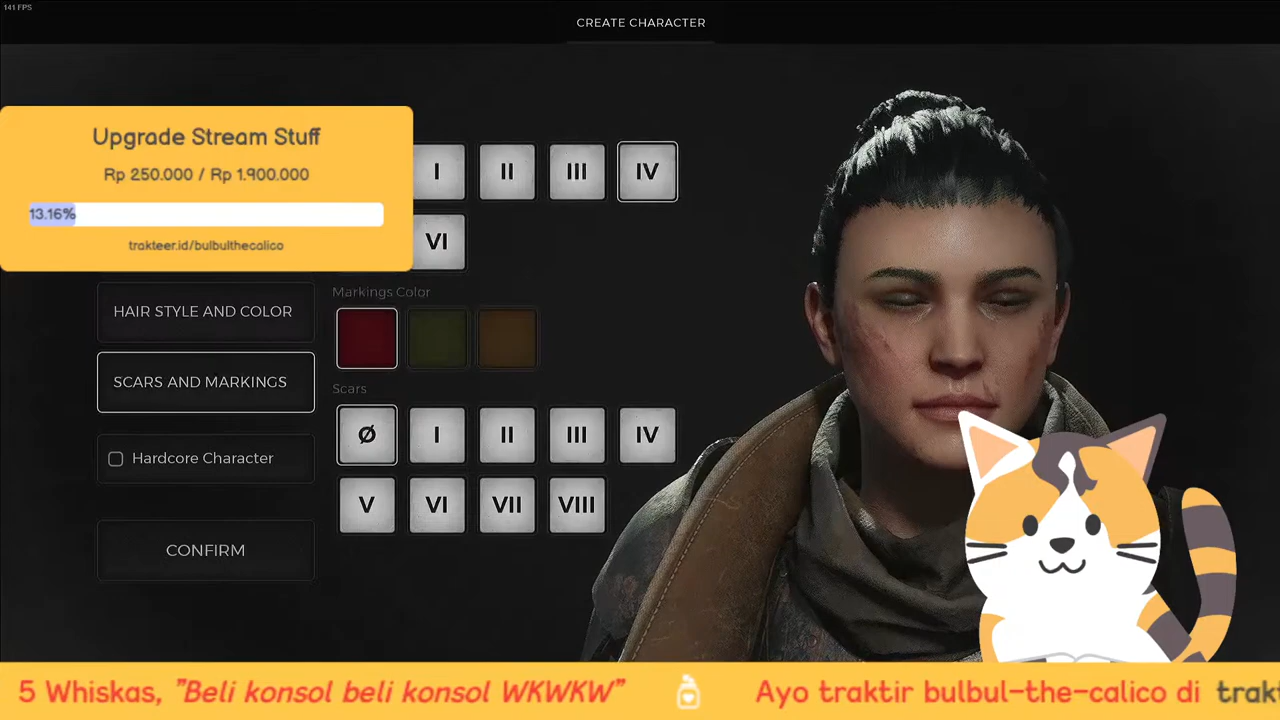 141 FPS
CREATE CHARACTER
Upgrade Stream Stuff
Rp 250.000 / Rp 1.900.000
13.16%
trakteer.id/bulbulthecalico
I II III IV
VI
HAIR STYLE AND COLOR
SCARS AND MARKINGS
Hardcore Character
CONFIRM
Markings Color
Scars
Ø I II III IV
V VI VII VIII
5 Whiskas, "Beli konsol beli konsol WKWKW" Ayo traktir bulbul-the-calico di trakt